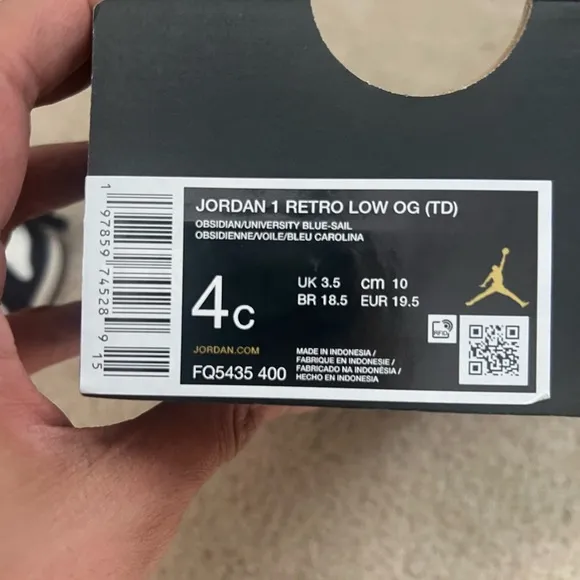 JORDAN 1 RETRO LOW OG (TD)
OBSIDIAN/UNIVERSITY BLUE-SAIL
OBSIDIENNE/VOILE/BLEU CAROLINA
4c
UK 3.5 cm 10
BR 18.5 EUR 19.5
RFID
JORDAN.COM
FQ5435 400
MADE IN INDONESIA /
FABRIQUE EN INDONESIE /
FABRICADO NA INDONÉSIA /
HECHO EN INDONESIA
1 97859 74528 9 15